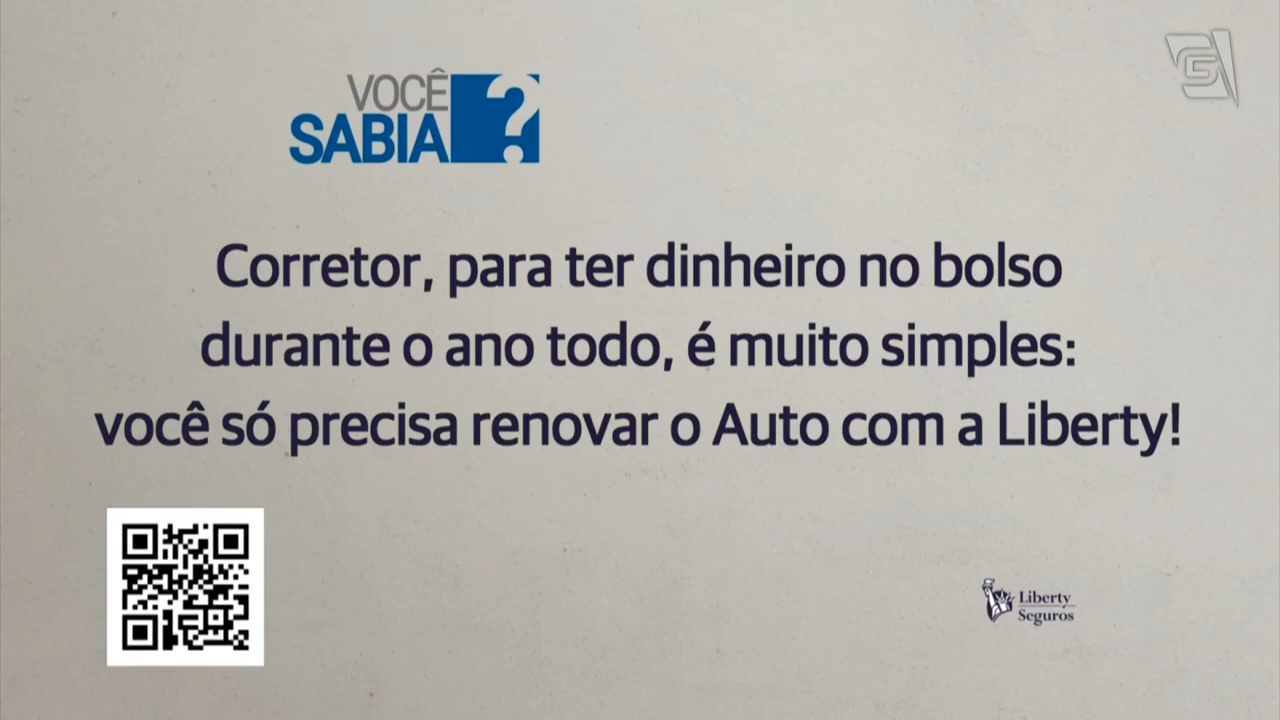 VOCÊ
SABIA?
Corretor, para ter dinheiro no bolso
durante o ano todo, é muito simples:
você só precisa renovar o Auto com a Liberty!
Liberty
Seguros